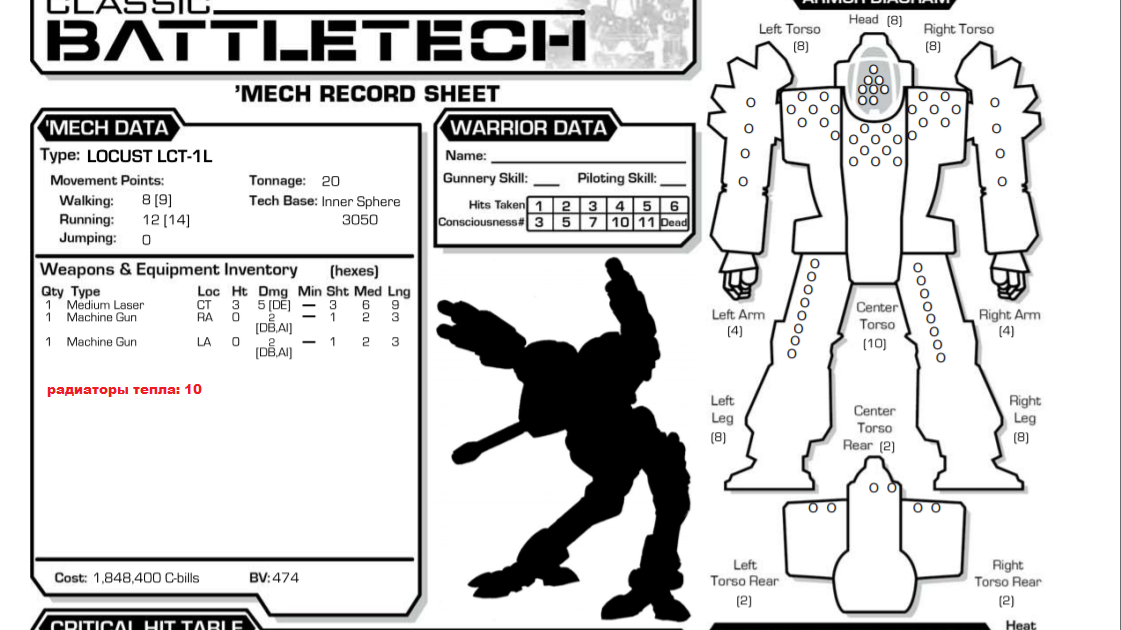 CLASSIC
BATTLETECH
'MECH RECORD SHEET
'MECH DATA
Type: LOCUST LCT-1L
Movement Points:
Walking: 8 [9]
Running: 12 [14]
Jumping: 0
Tonnage: 20
Tech Base: Inner Sphere
3050
Weapons & Equipment Inventory (hexes)
Qty Type Loc Ht Dmg Min Sht Med Lng
1 Medium Laser CT 3 5 [DE] — 3 6 9
1 Machine Gun RA 0 2 — 1 2 3
[DB,AI]
1 Machine Gun LA 0 2 — 1 2 3
[DB,AI]
радиаторы тепла: 10
Cost: 1,848,400 C-bills BV: 474
CRITICAL HIT TABLE
WARRIOR DATA
Name:
Gunnery Skill: Piloting Skill:
Hits Taken 1 2 3 4 5 6
Consciousness# 3 5 7 10 11 Dead
ARMOR DIAGRAM
Head (8)
Left Torso
(8)
Right Torso
(8)
Left Arm
(4)
Center
Torso
(10)
Right Arm
(4)
Left
Leg
(8)
Center
Torso
Rear (2)
Right
Leg
(8)
Left
Torso Rear
(2)
Right
Torso Rear
(2)
Heat